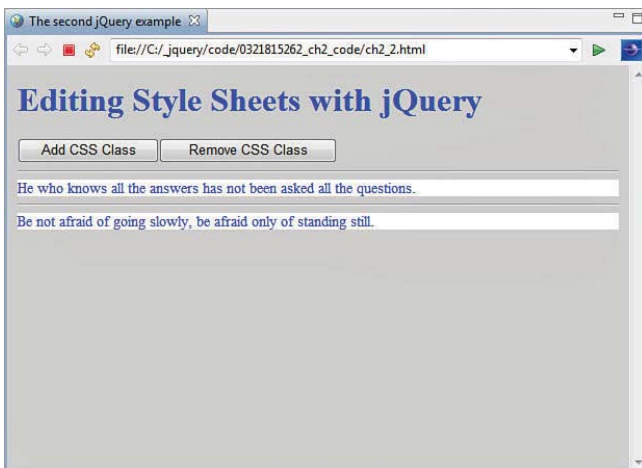 The second jQuery example
file://C:/_jquery/code/0321815262_ch2_code/ch2_2.html
Editing Style Sheets with jQuery
Add CSS Class Remove CSS Class
He who knows all the answers has not been asked all the questions.
Be not afraid of going slowly, be afraid only of standing still.